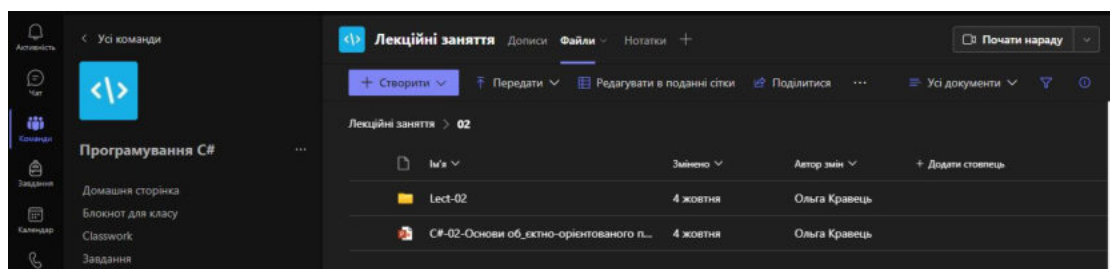 Активність
Чат
Команди
Завдання
Календар
Усі команди
Програмування C#
Домашня сторінка
Блокнот для класу
Classwork
Завдання
Лекційні заняття Дописи Файли Нотатки
Почати нараду
Створити Передати Редагувати в поданні сітки Поділитися ... Усі документи
Лекційні заняття > 02
Ім'я Змінено Автор змін + Додати стовпець
Lect-02 4 жовтня Ольга Кравець
C#-02-Основи об_єктно-орієнтованого п... 4 жовтня Ольга Кравець